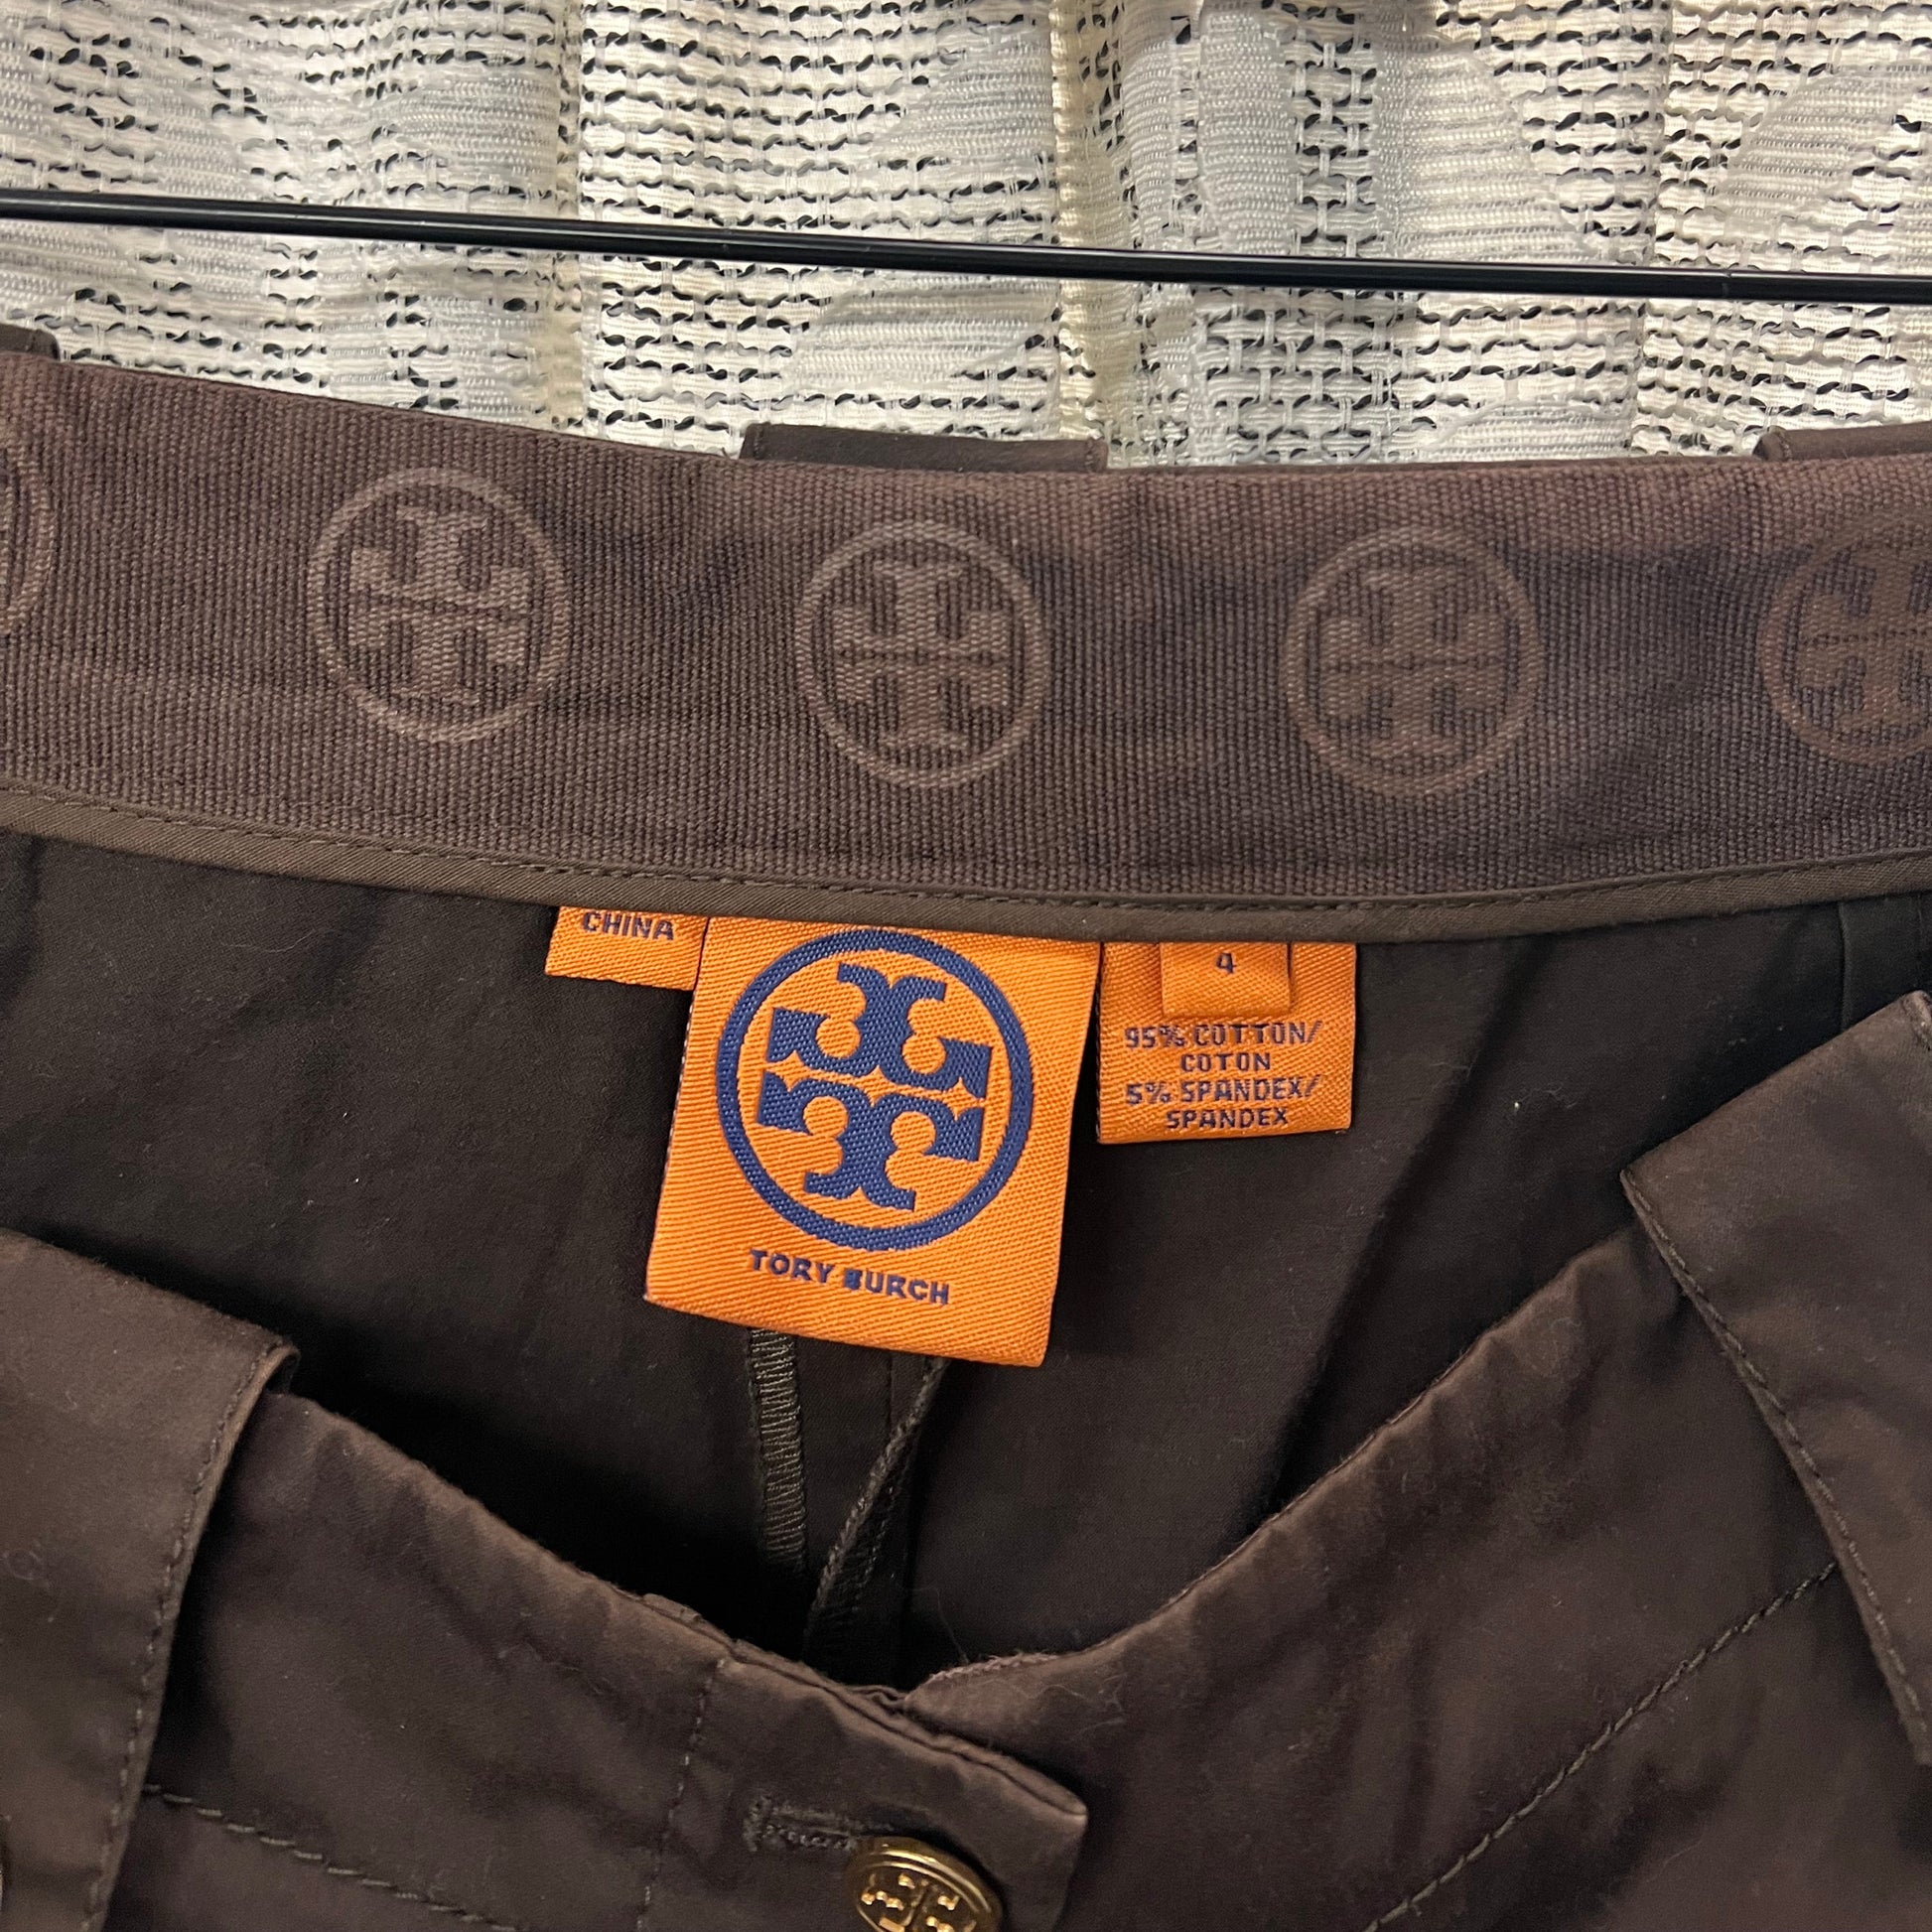 CHINA
TORY BURCH
4
95% COTTON/
COTON
5% SPANDEX/
SPANDEX